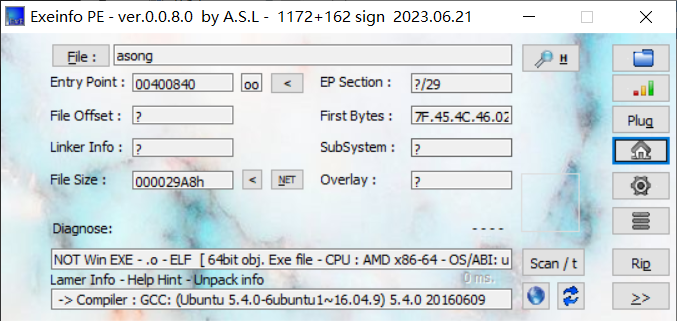 Exeinfo PE - ver.0.0.8.0 by A.S.L - 1172+162 sign 2023.06.21
File : asong H
Entry Point : 00400840 oo < EP Section : ?/29
File Offset : ? First Bytes : 7F.45.4C.46.02 Plug
Linker Info : ? SubSystem : ?
File Size : 000029A8h < NET Overlay : ?
Diagnose: ----
NOT Win EXE - .o - ELF [ 64bit obj. Exe file - CPU : AMD x86-64 - OS/ABI: u Scan / t Rip
Lamer Info - Help Hint - Unpack info 0 ms.
-> Compiler : GCC: (Ubuntu 5.4.0-6ubuntu1~16.04.9) 5.4.0 20160609 >>